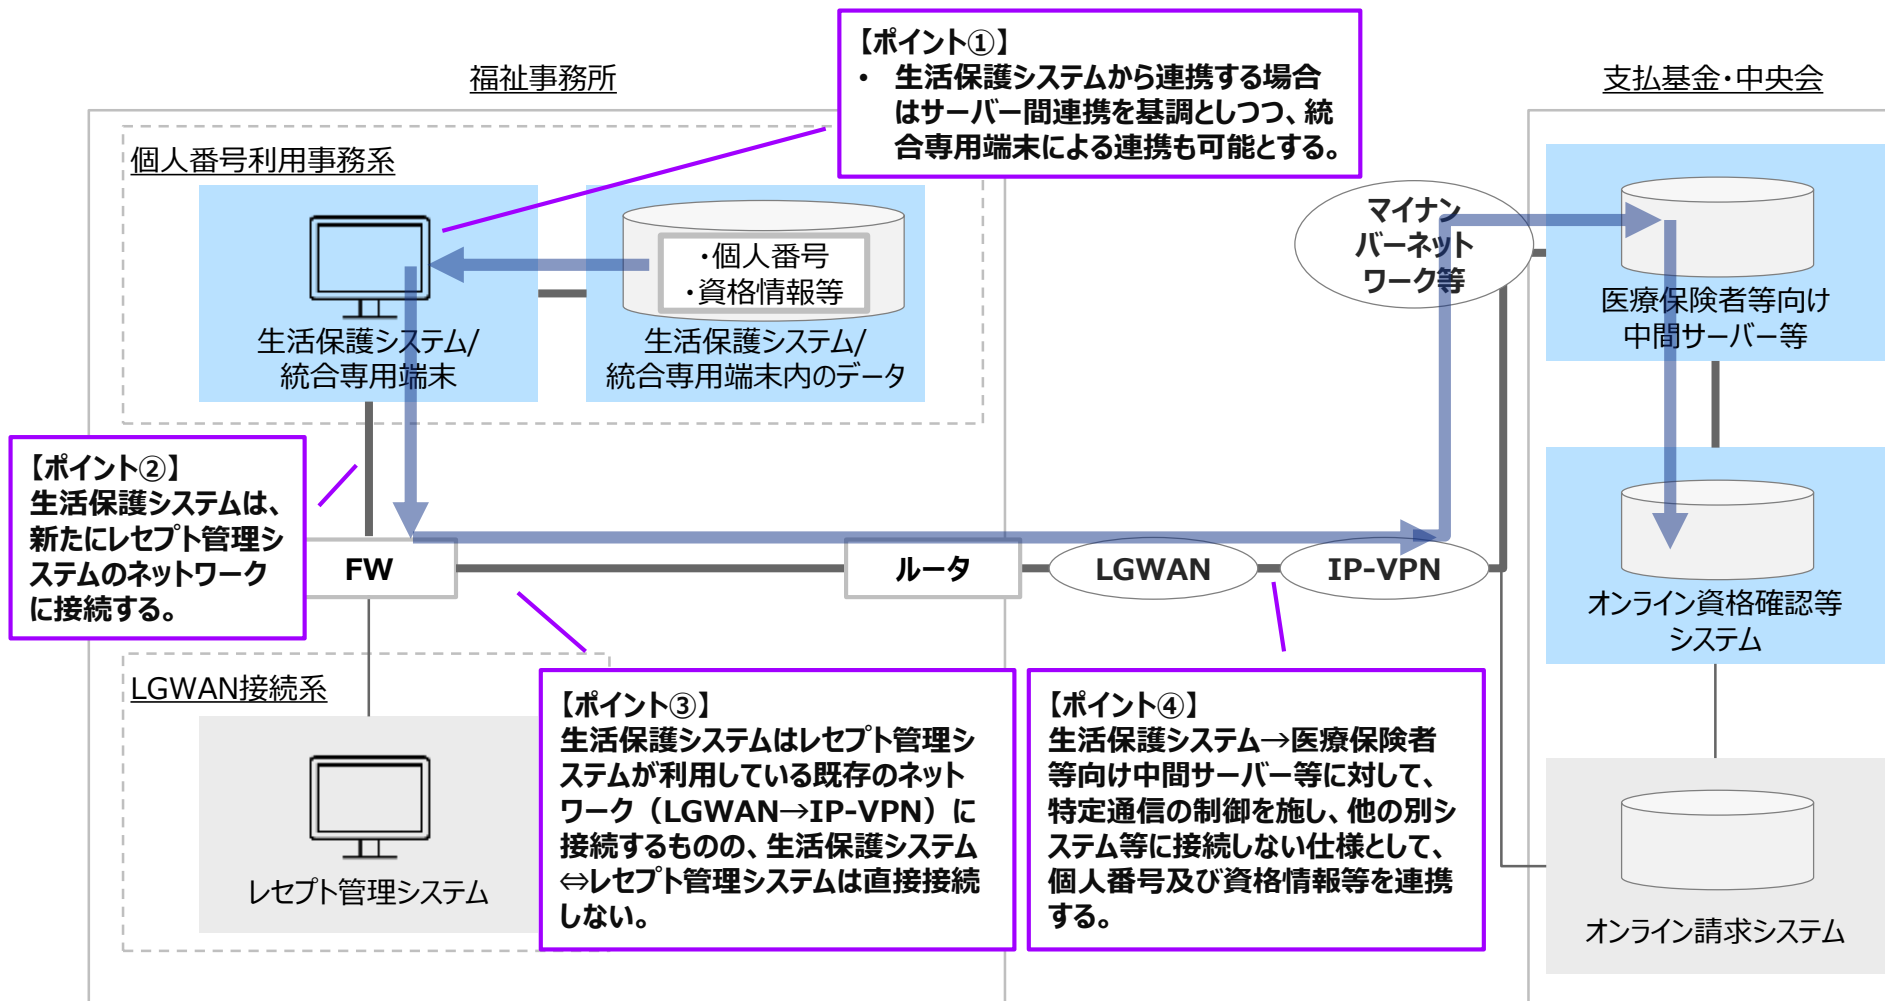 福祉事務所
【ポイント①】
・ 生活保護システムから連携する場合
はサーバー間連携を基調としつつ、統
合専用端末による連携も可能とする。
支払基金・中央会
個人番号利用事務系
・個人番号
・資格情報等
生活保護システム/
統合専用端末
生活保護システム/
統合専用端末内のデータ
マイナン
バーネット
ワーク等
医療保険者等向け
中間サーバー等
【ポイント②】
生活保護システムは、
新たにレセプト管理シ
ステムのネットワーク
に接続する。
FW
ルータ
LGWAN
IP-VPN
オンライン資格確認等
システム
LGWAN接続系
レセプト管理システム
【ポイント③】
生活保護システムはレセプト管理シ
ステムが利用している既存のネット
ワーク（LGWAN→IP-VPN）に
接続するものの、生活保護システム
⇔レセプト管理システムは直接接続
しない。
【ポイント④】
生活保護システム→医療保険者
等向け中間サーバー等に対して、
特定通信の制御を施し、他の別シ
ステム等に接続しない仕様として、
個人番号及び資格情報等を連携
する。
オンライン請求システム